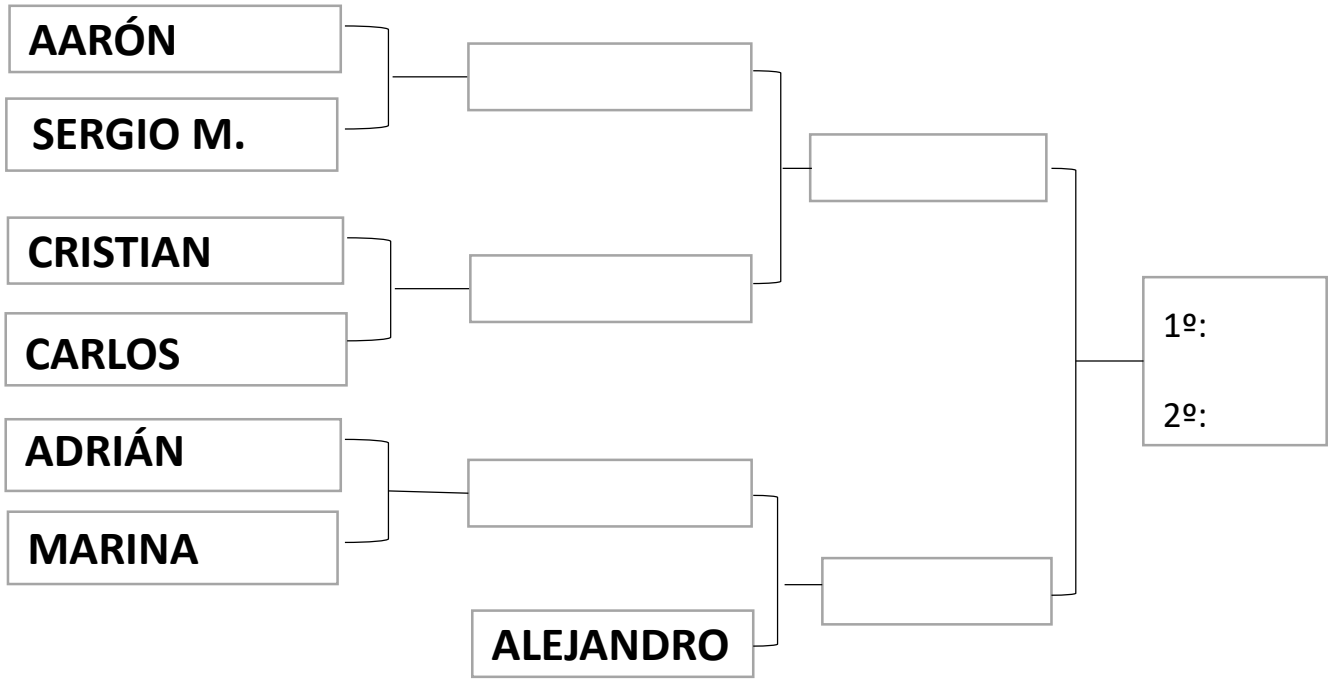 AARÓN
SERGIO M.
CRISTIAN
CARLOS
ADRIÁN
MARINA
ALEJANDRO
1º:
2º: